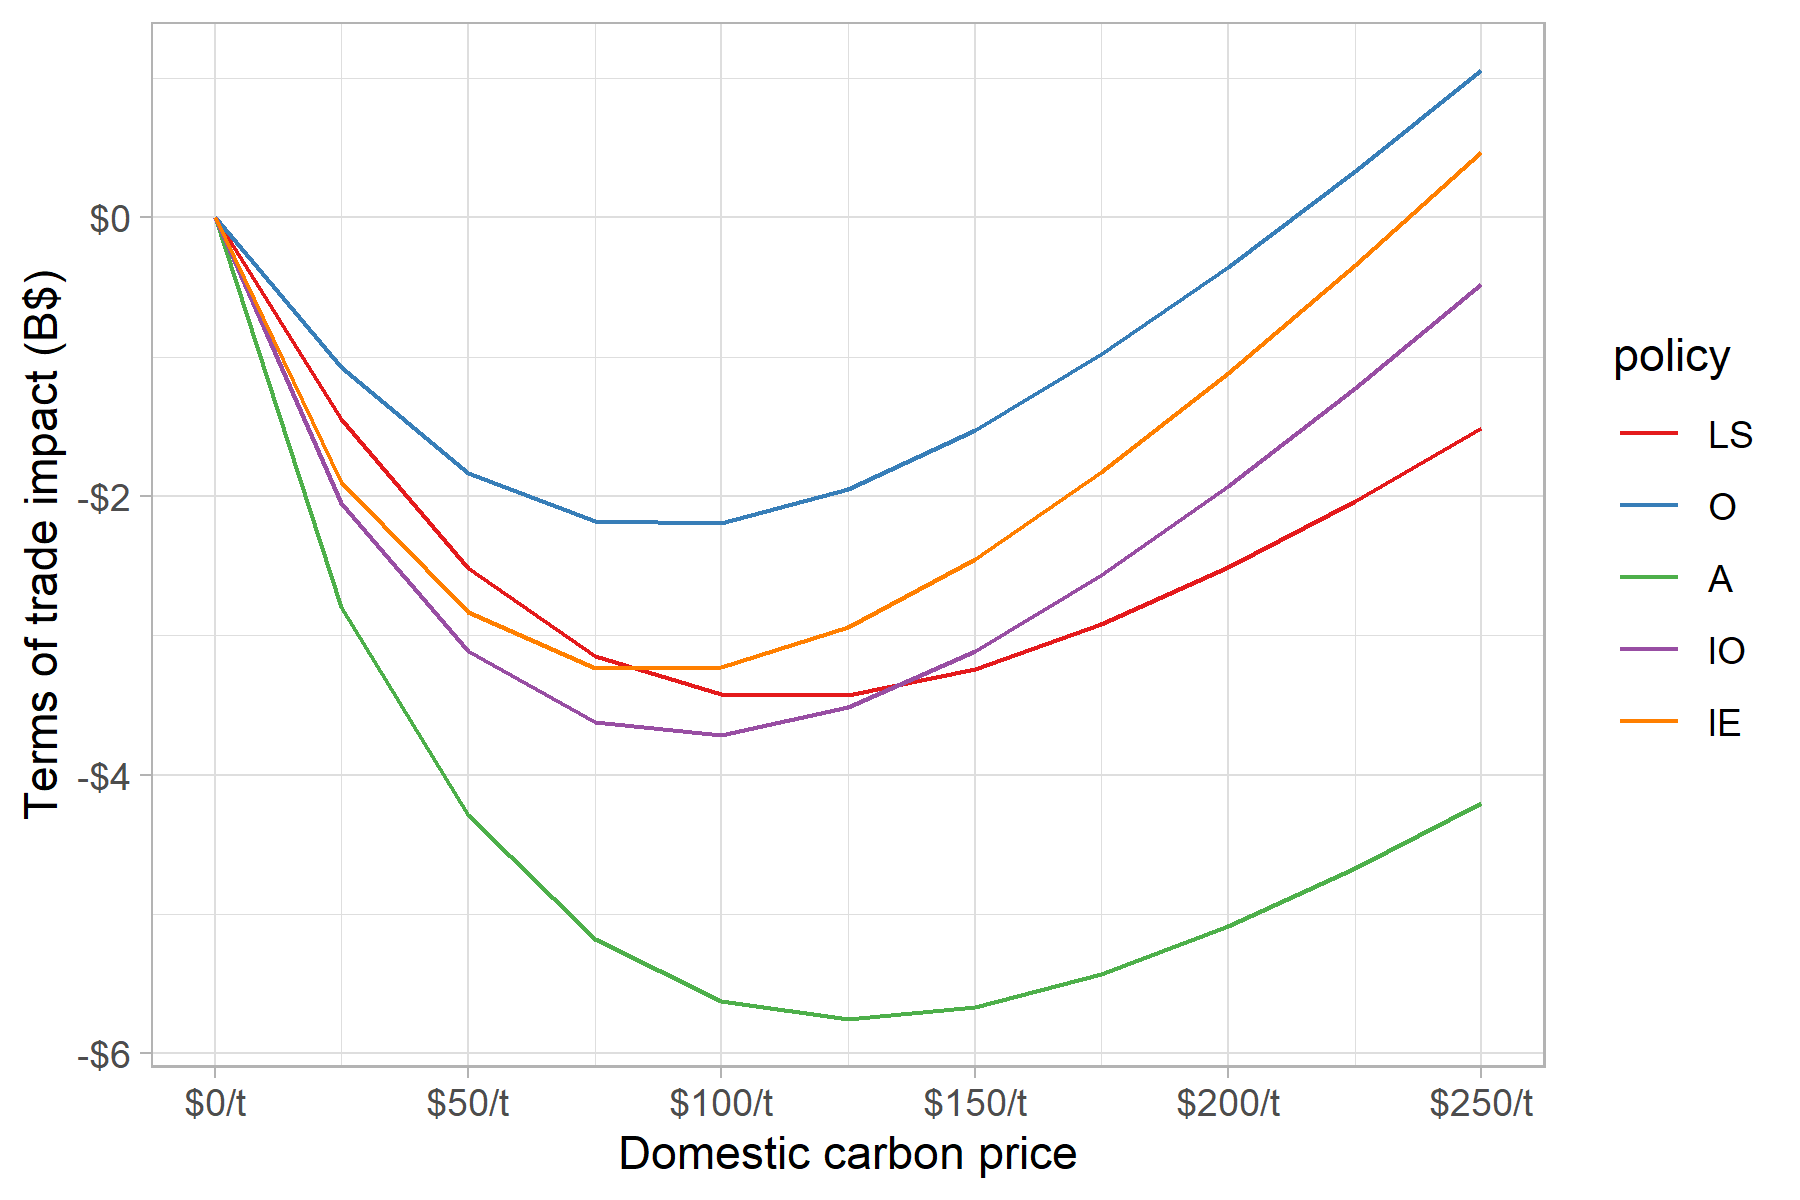 Terms of trade impact (B$)
$0
-$2
-$4
-$6
$0/t
$50/t
$100/t
$150/t
$200/t
$250/t
Domestic carbon price
policy
LS
O
A
IO
IE